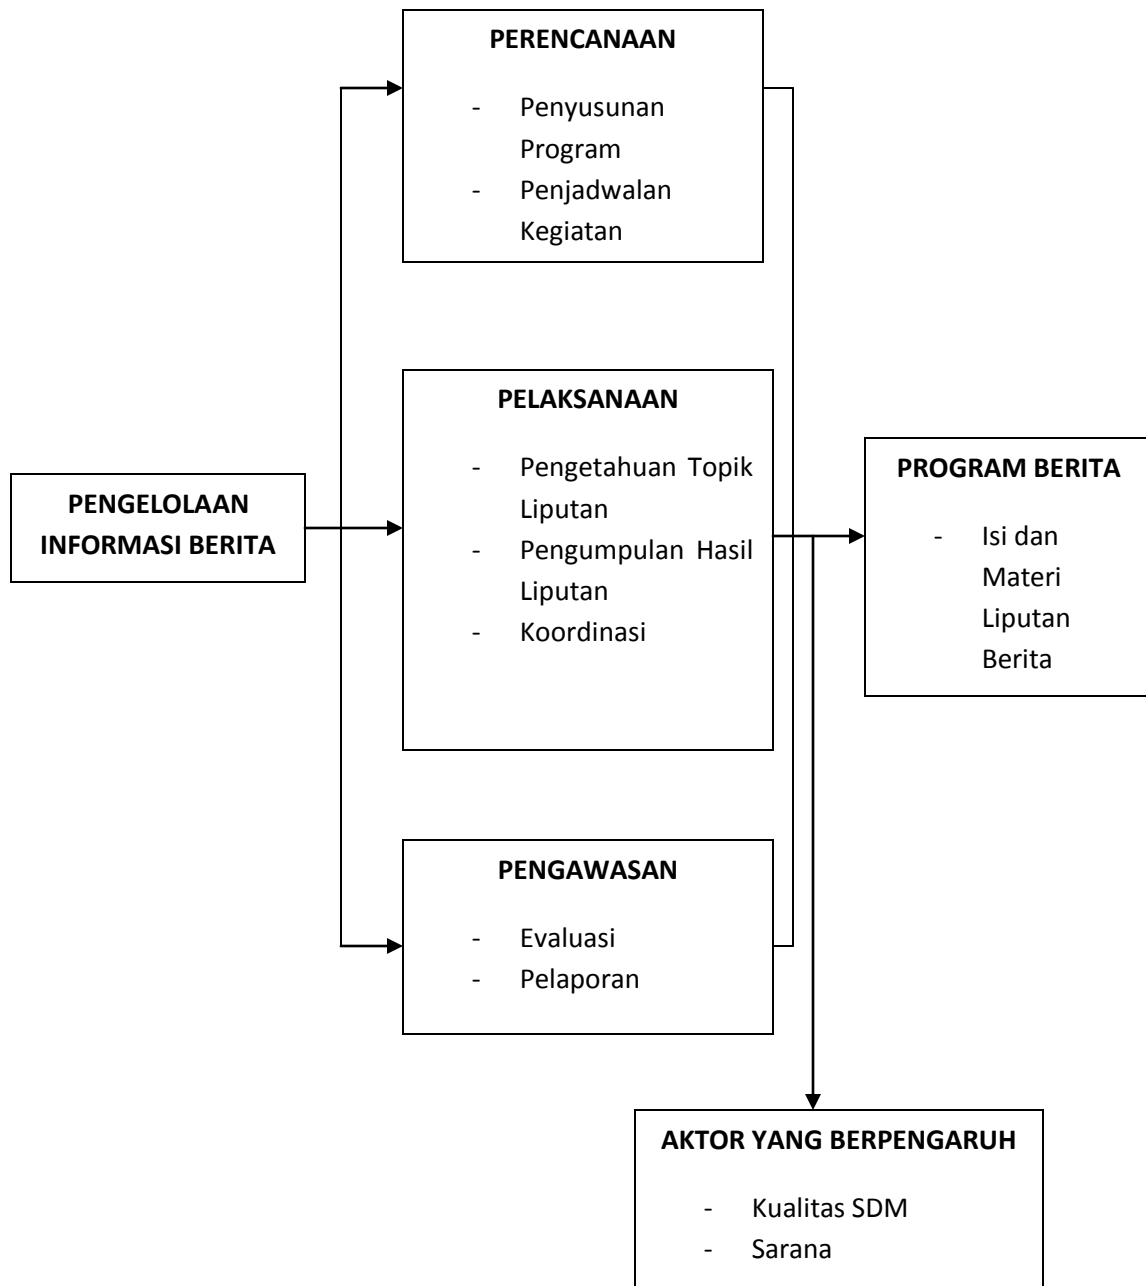 PERENCANAAN
- Penyusunan
Program
- Penjadwalan
Kegiatan
PELAKSANAAN
- Pengetahuan Topik
Liputan
- Pengumpulan Hasil
Liputan
- Koordinasi
PENGELOLAAN
INFORMASI BERITA
PROGRAM BERITA
- Isi dan
Materi
Liputan
Berita
PENGAWASAN
- Evaluasi
- Pelaporan
AKTOR YANG BERPENGARUH
- Kualitas SDM
- Sarana